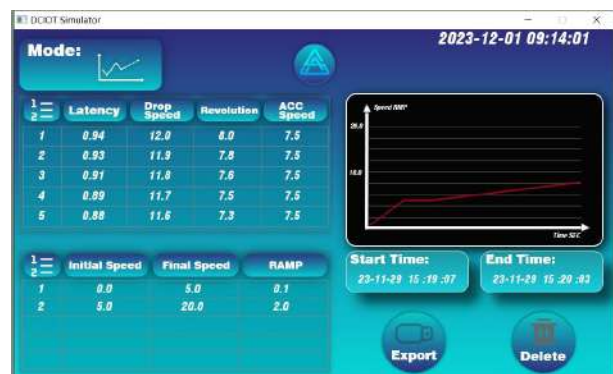 DCIOT Simulator
2023-12-01 09:14:01
Mode:
1 2 Latency Drop Speed Revolution ACC Speed
1 0.94 12.0 8.0 7.5
2 0.93 11.9 7.8 7.5
3 0.91 11.8 7.6 7.5
4 0.89 11.7 7.5 7.5
5 0.88 11.6 7.3 7.5
Speed RMP
Time SEC
1 2 Initial Speed Final Speed RAMP
1 0.0 5.0 0.1
2 5.0 20.0 2.0
Start Time: End Time:
23-11-29 15 :19 :07 23-11-29 15 :20 :03
Export Delete